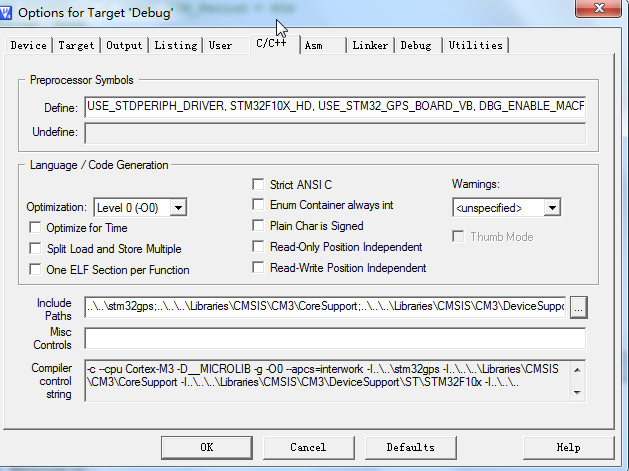 Options for Target 'Debug'
Device Target Output Listing User C/C++ Asm Linker Debug Utilities
Preprocessor Symbols
Define: USE_STDPERIPH_DRIVER, STM32F10X_HD, USE_STM32_GPS_BOARD_VB, DBG_ENABLE_MACF
Undefine:
Language / Code Generation
Strict ANSI C
Warnings:
Optimization: Level 0 (-O0)
Enum Container always int
<unspecified>
Optimize for Time
Plain Char is Signed
Thumb Mode
Split Load and Store Multiple
Read-Only Position Independent
One ELF Section per Function
Read-Write Position Independent
Include
Paths
..\..\stm32gps;..\..\..\Libraries\CMSIS\CM3\CoreSupport;..\..\..\Libraries\CMSIS\CM3\DeviceSuppo
...
Misc
Controls
Compiler
control
string
-c --cpu Cortex-M3 -D__MICROLIB -g -O0 --apcs=interwork -I..\..\stm32gps -I..\..\..\Libraries\CMSIS
\CM3\CoreSupport -I..\..\..\Libraries\CMSIS\CM3\DeviceSupport\ST\STM32F10x -I..\..\..
OK Cancel Defaults Help